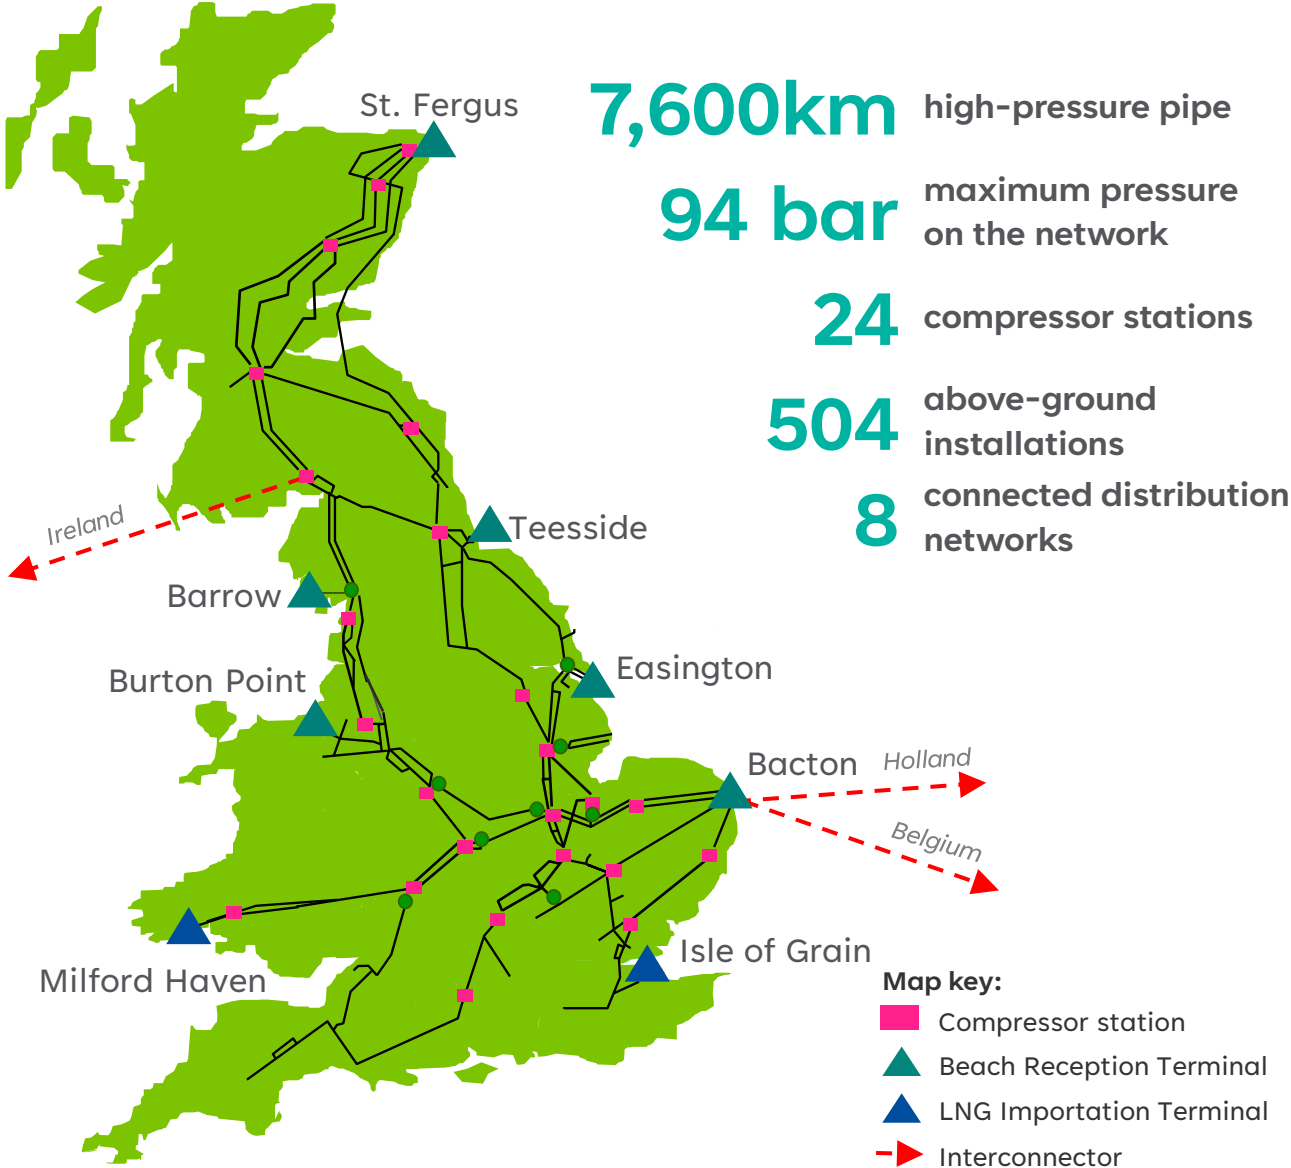 St. Fergus
7,600km
high-pressure pipe
94 bar
maximum pressure
on the network
24
compressor stations
504
above-ground
installations
8
connected distribution
networks
Ireland
Teesside
Barrow
Easington
Burton Point
Bacton
Holland
Belgium
Milford Haven
Isle of Grain
Map key:
Compressor station
Beach Reception Terminal
LNG Importation Terminal
Interconnector